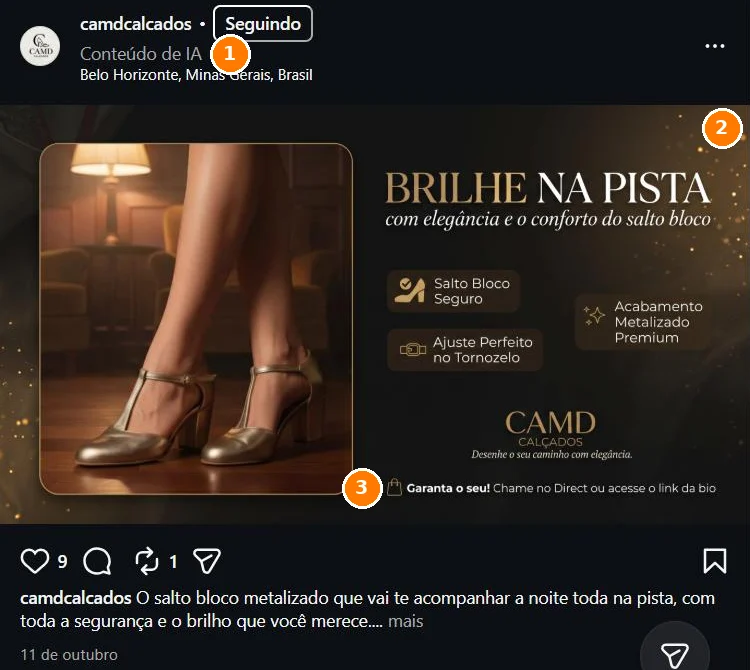 camdcalcados • Seguindo
Conteúdo de IA
1
Belo Horizonte, Minas Gerais, Brasil
2
BRILHE NA PISTA
com elegância e o conforto do salto bloco
Salto Bloco
Seguro
Acabamento
Metalizado
Premium
Ajuste Perfeito
no Tornozelo
CAMD
CALÇADOS
Desenhe o seu caminho com elegância.
3
Garanta o seu! Chame no Direct ou acesse o link da bio
9
1
camdcalcados O salto bloco metalizado que vai te acompanhar a noite toda na pista, com
toda a segurança e o brilho que você merece.... mais
11 de outubro